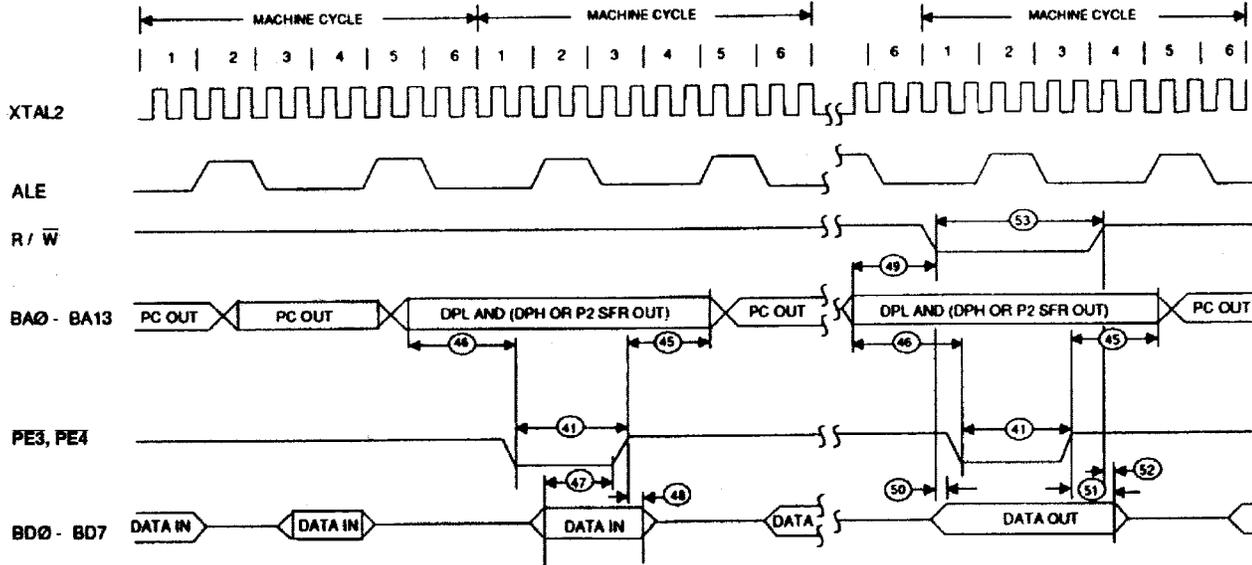 MACHINE CYCLE MACHINE CYCLE MACHINE CYCLE
1 2 3 4 5 6 1 2 3 4 5 6 6 1 2 3 4 5 6
XTAL2
ALE
R / W̅
53
49
BAØ - BA13 PC OUT PC OUT DPL AND (DPH OR P2 SFR OUT) PC OUT DPL AND (DPH OR P2 SFR OUT) PC OUT
46 45 46 45
P̅E̅3̅, P̅E̅4̅ 41 41
47 48 50 51 52
BDØ - BD7 DATA IN DATA IN DATA IN DATA DATA OUT